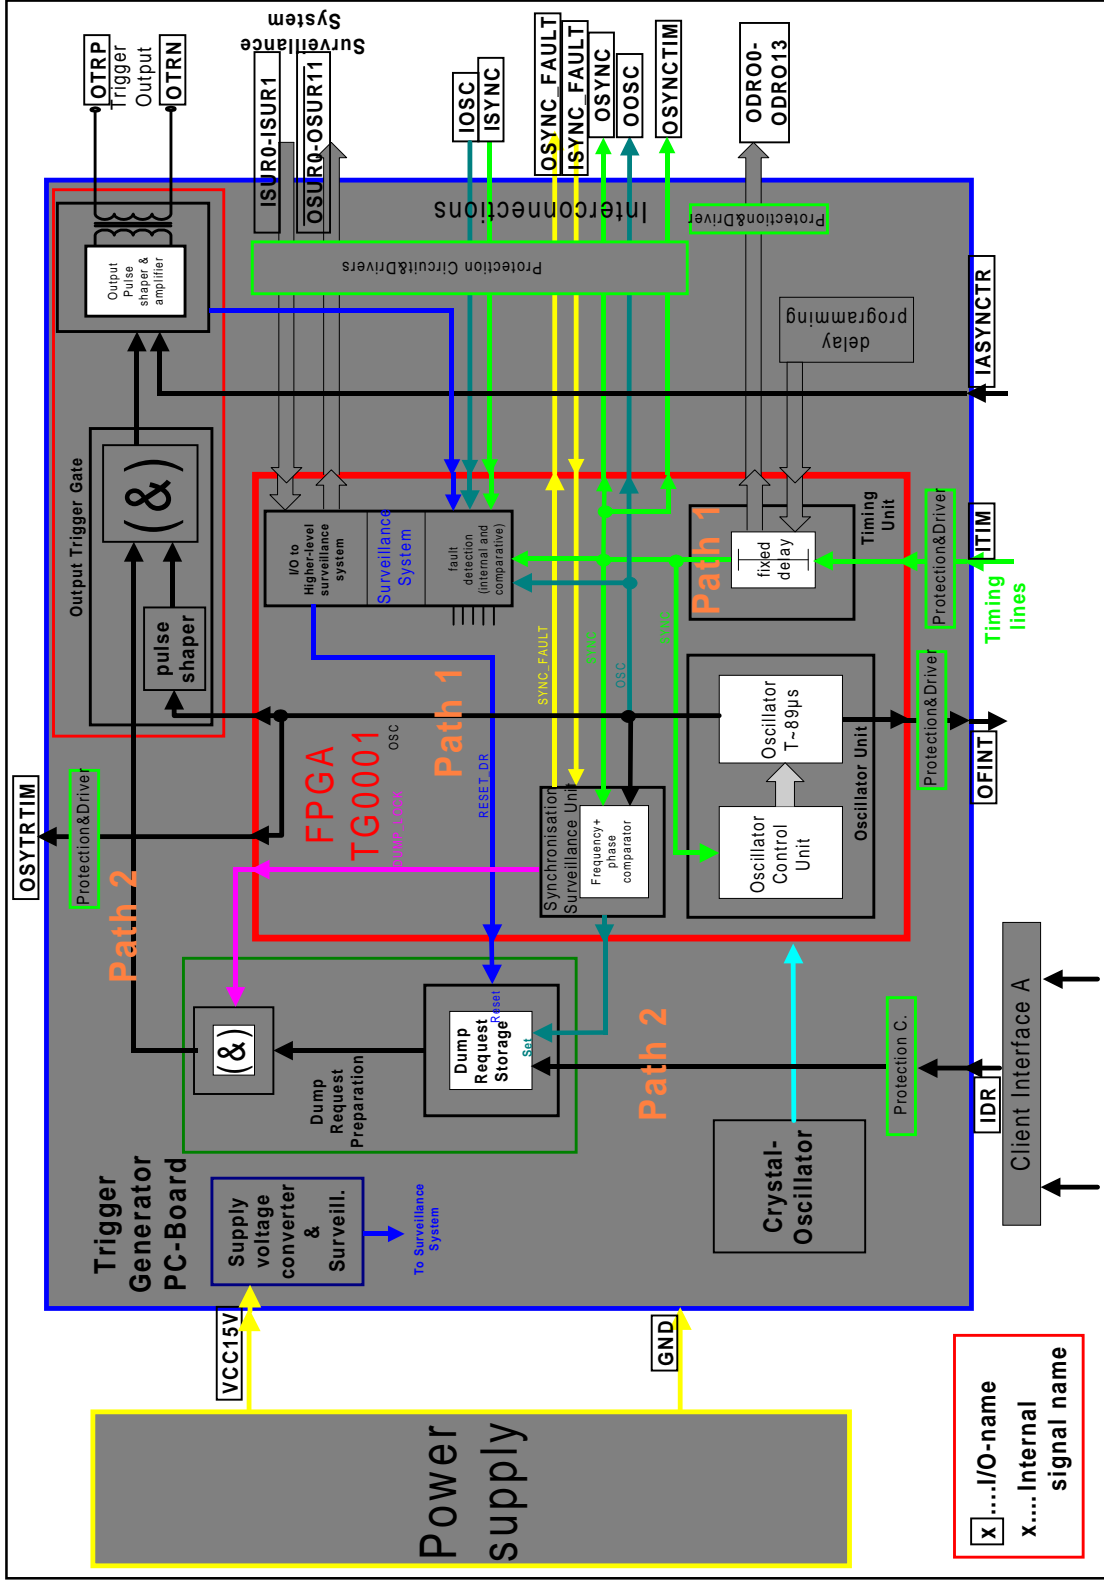 Surveillance
System
OTRP
Trigger
Output
OTRN
ISUR0-ISUR1
OSUR0-OSUR11
IOSC
ISYNC
OSYNC_FAULT
ISYNC_FAULT
OSYNC
OOSC
OSYNCTIM
ODRO0-
ODRO13
Interconnections
Protection Circuit&Drivers
Protection&Driver
Output
Pulse
shaper &
amplifier
delay
programming
IASYNCTR
Output Trigger Gate
(&)
pulse
shaper
I/O to
Higher-level
surveillance
system
Surveillance
System
fault
detection
(internal and
comparative)
Path 1
fixed
delay
Timing
Unit
Protection&Driver
ITIM
Timing
lines
SYNC_FAULT
SYNC
OSC
SYNC
Path 1
RESET_DR
OSC
FPGA
TG0001
DUMP_LOCK
Synchronisation
Surveillance Unit
Frequency+
phase
comparator
Oscillator
T~89µs
Oscillator
Control
Unit
Oscillator Unit
Protection&Driver
OFINT
OSYTRTIM
Protection&Driver
Path 2
(&)
Dump
Request
Storage
Reset
Set
Dump
Request
Preparation
Path 2
Protection C.
IDR
Client Interface A
Trigger
Generator
PC-Board
Supply
voltage
converter
&
Surveill.
To Surveillance
System
Crystal-
Oscillator
VCC15V
GND
Power
supply
x ....I/O-name
x....Internal
signal name